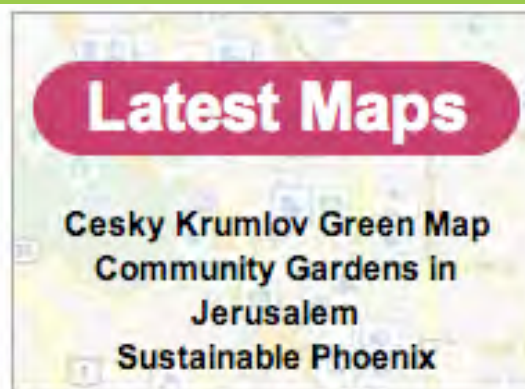 Latest Maps
Cesky Krumlov Green Map
Community Gardens in
Jerusalem
Sustainable Phoenix